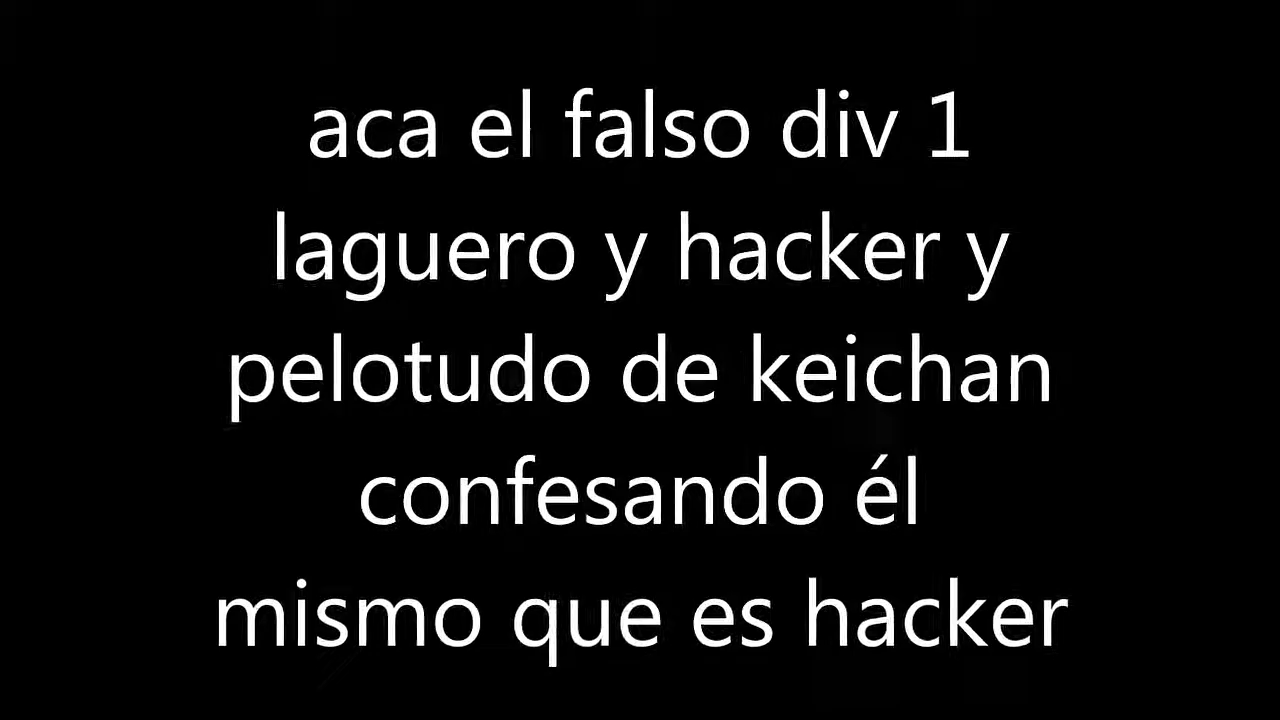 aca el falso div 1
laguero y hacker y
pelotudo de keichan
confesando él
mismo que es hacker